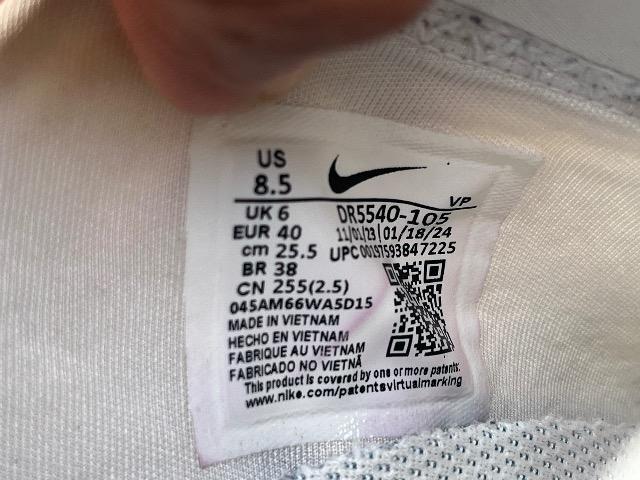 US
8.5
VP
UK 6
DR5540-105
EUR 40
11/01/23 | 01/18/24
cm 25.5
UPC 00197593847225
BR 38
CN 255(2.5)
045AM66WA5D15
MADE IN VIETNAM
HECHO EN VIETNAM
FABRIQUE AU VIETNAM
FABRICADO NO VIETNÃ
This product is covered by one or more patents:
www.nike.com/patentsvirtualmarking